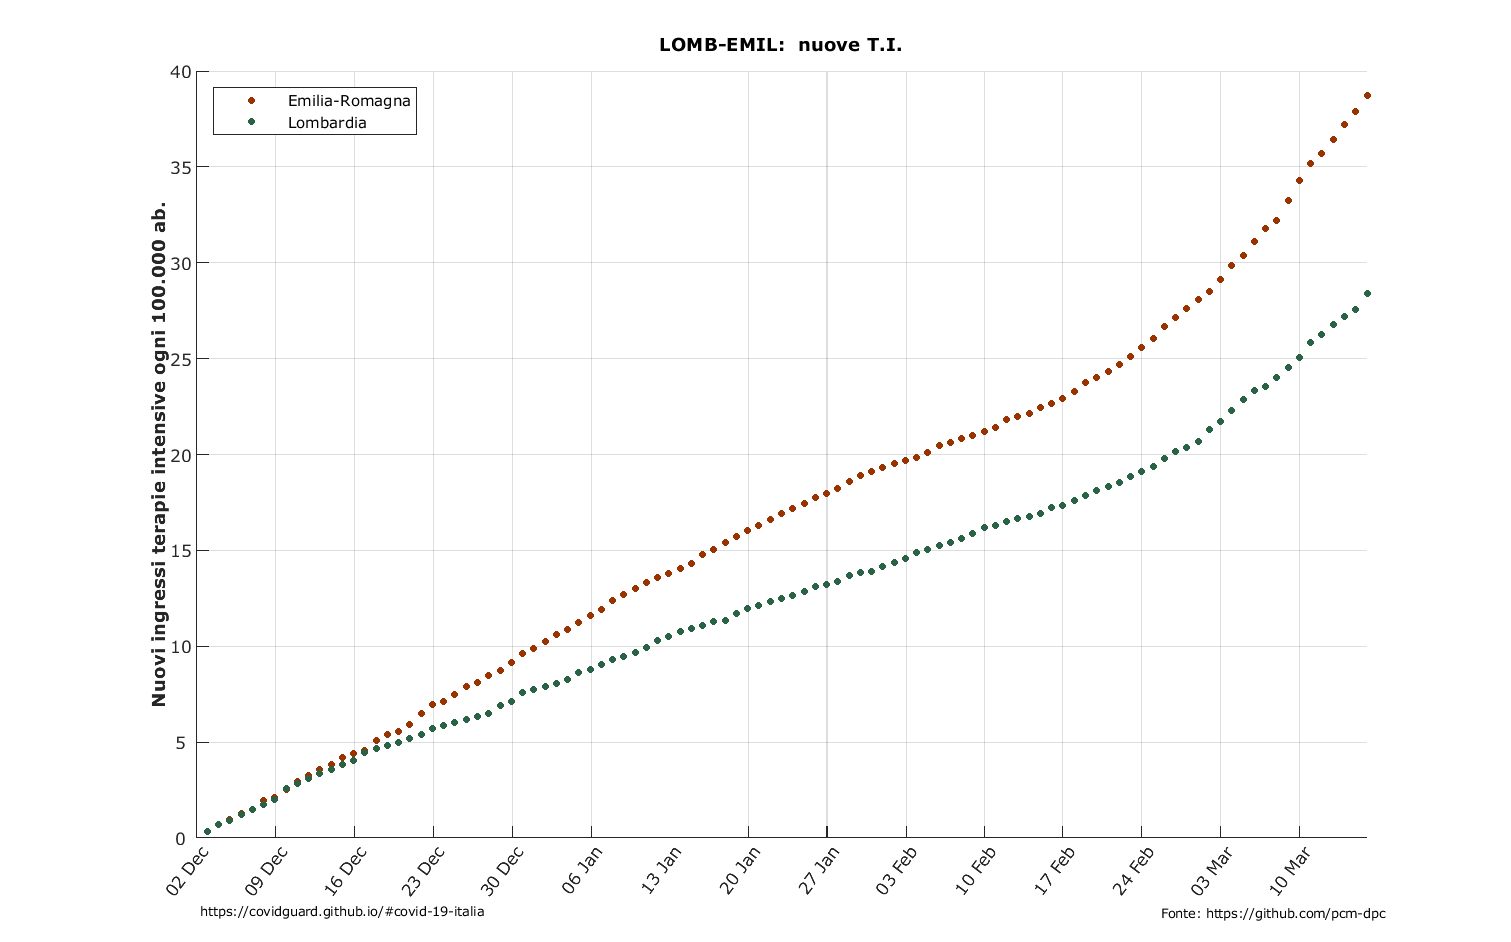 LOMB-EMIL:  nuove T.I.
Emilia-Romagna
Lombardia
Nuovi ingressi terapie intensive ogni 100.000 ab.
40
35
30
25
20
15
10
5
0
02 Dec
09 Dec
16 Dec
23 Dec
30 Dec
06 Jan
13 Jan
20 Jan
27 Jan
03 Feb
10 Feb
17 Feb
24 Feb
03 Mar
10 Mar
https://covidguard.github.io/#covid-19-italia
Fonte: https://github.com/pcm-dpc